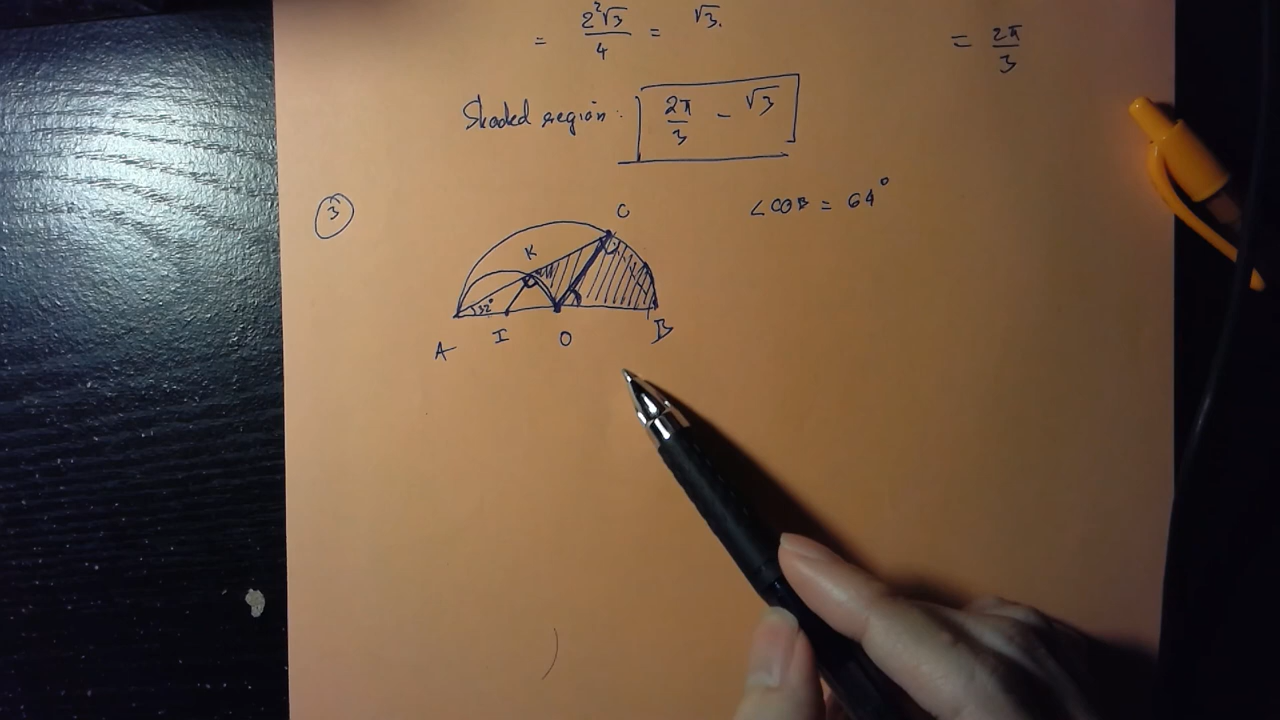 = 2²√3/4 = √3.
= 2π/3
Shaded region: 2π/3 - √3
3
∠COB = 64°
C
K
32°
A I O B